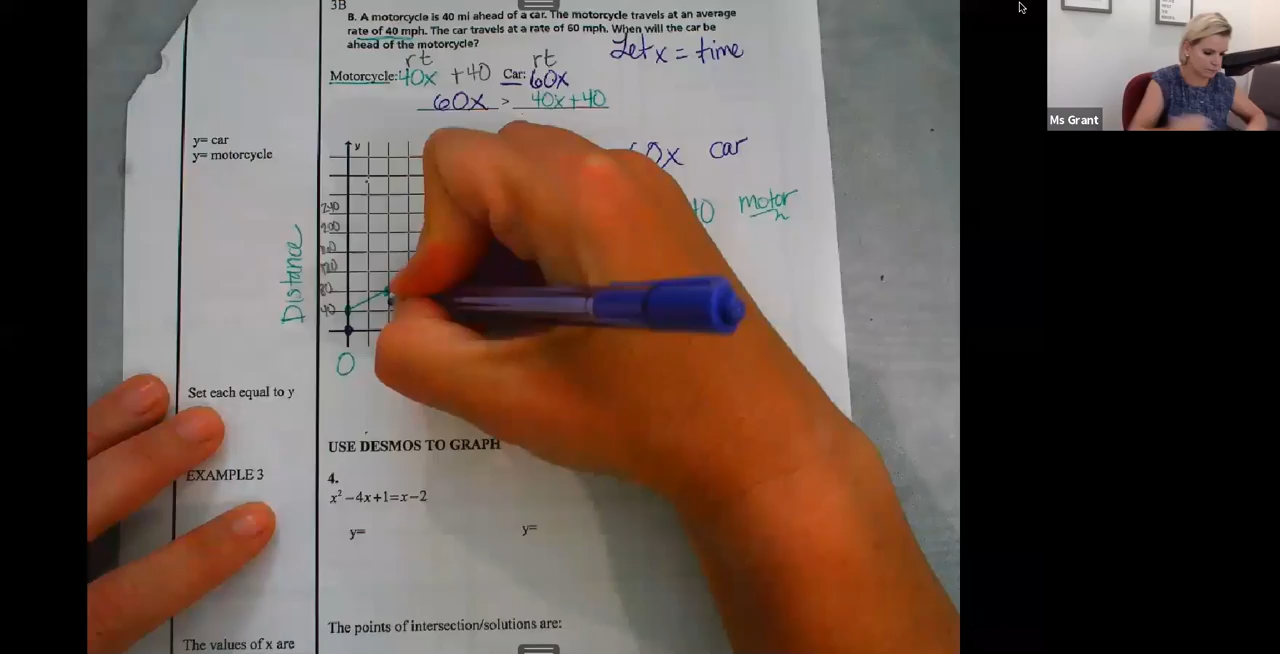 3B
B. A motorcycle is 40 mi ahead of a car. The motorcycle travels at an average
rate of 40 mph. The car travels at a rate of 60 mph. When will the car be
ahead of the motorcycle?
Let x = time
rt rt
Motorcycle: 40x +40 Car: 60x
60x > 40x+40
y= car
y= motorcycle
y
60x car
motor
240
200
120
80
40
Distance
0
Set each equal to y
USE DESMOS TO GRAPH
EXAMPLE 3
4.
x² −4x+1=x−2
y= y=
The points of intersection/solutions are:
The values of x are
Ms Grant